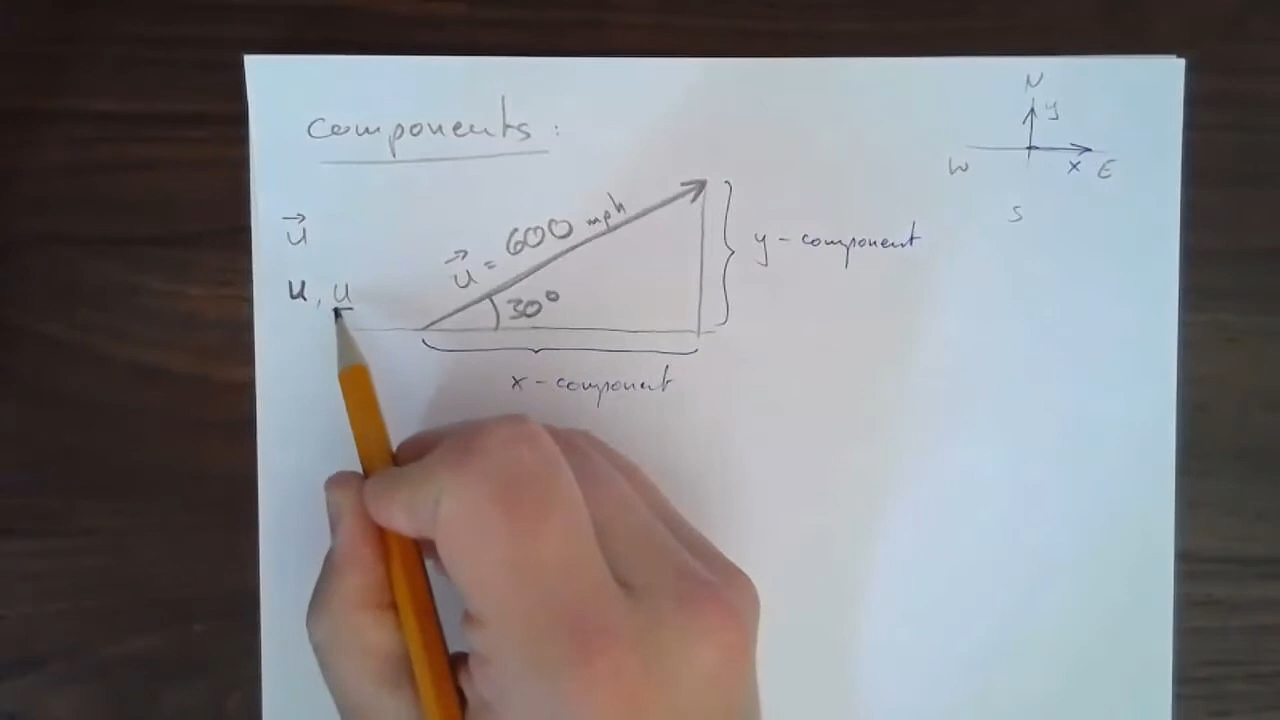 components:
N
y
W
x E
S
u⃗
u, u̲
u⃗ = 600 mph
30°
y-component
x-component